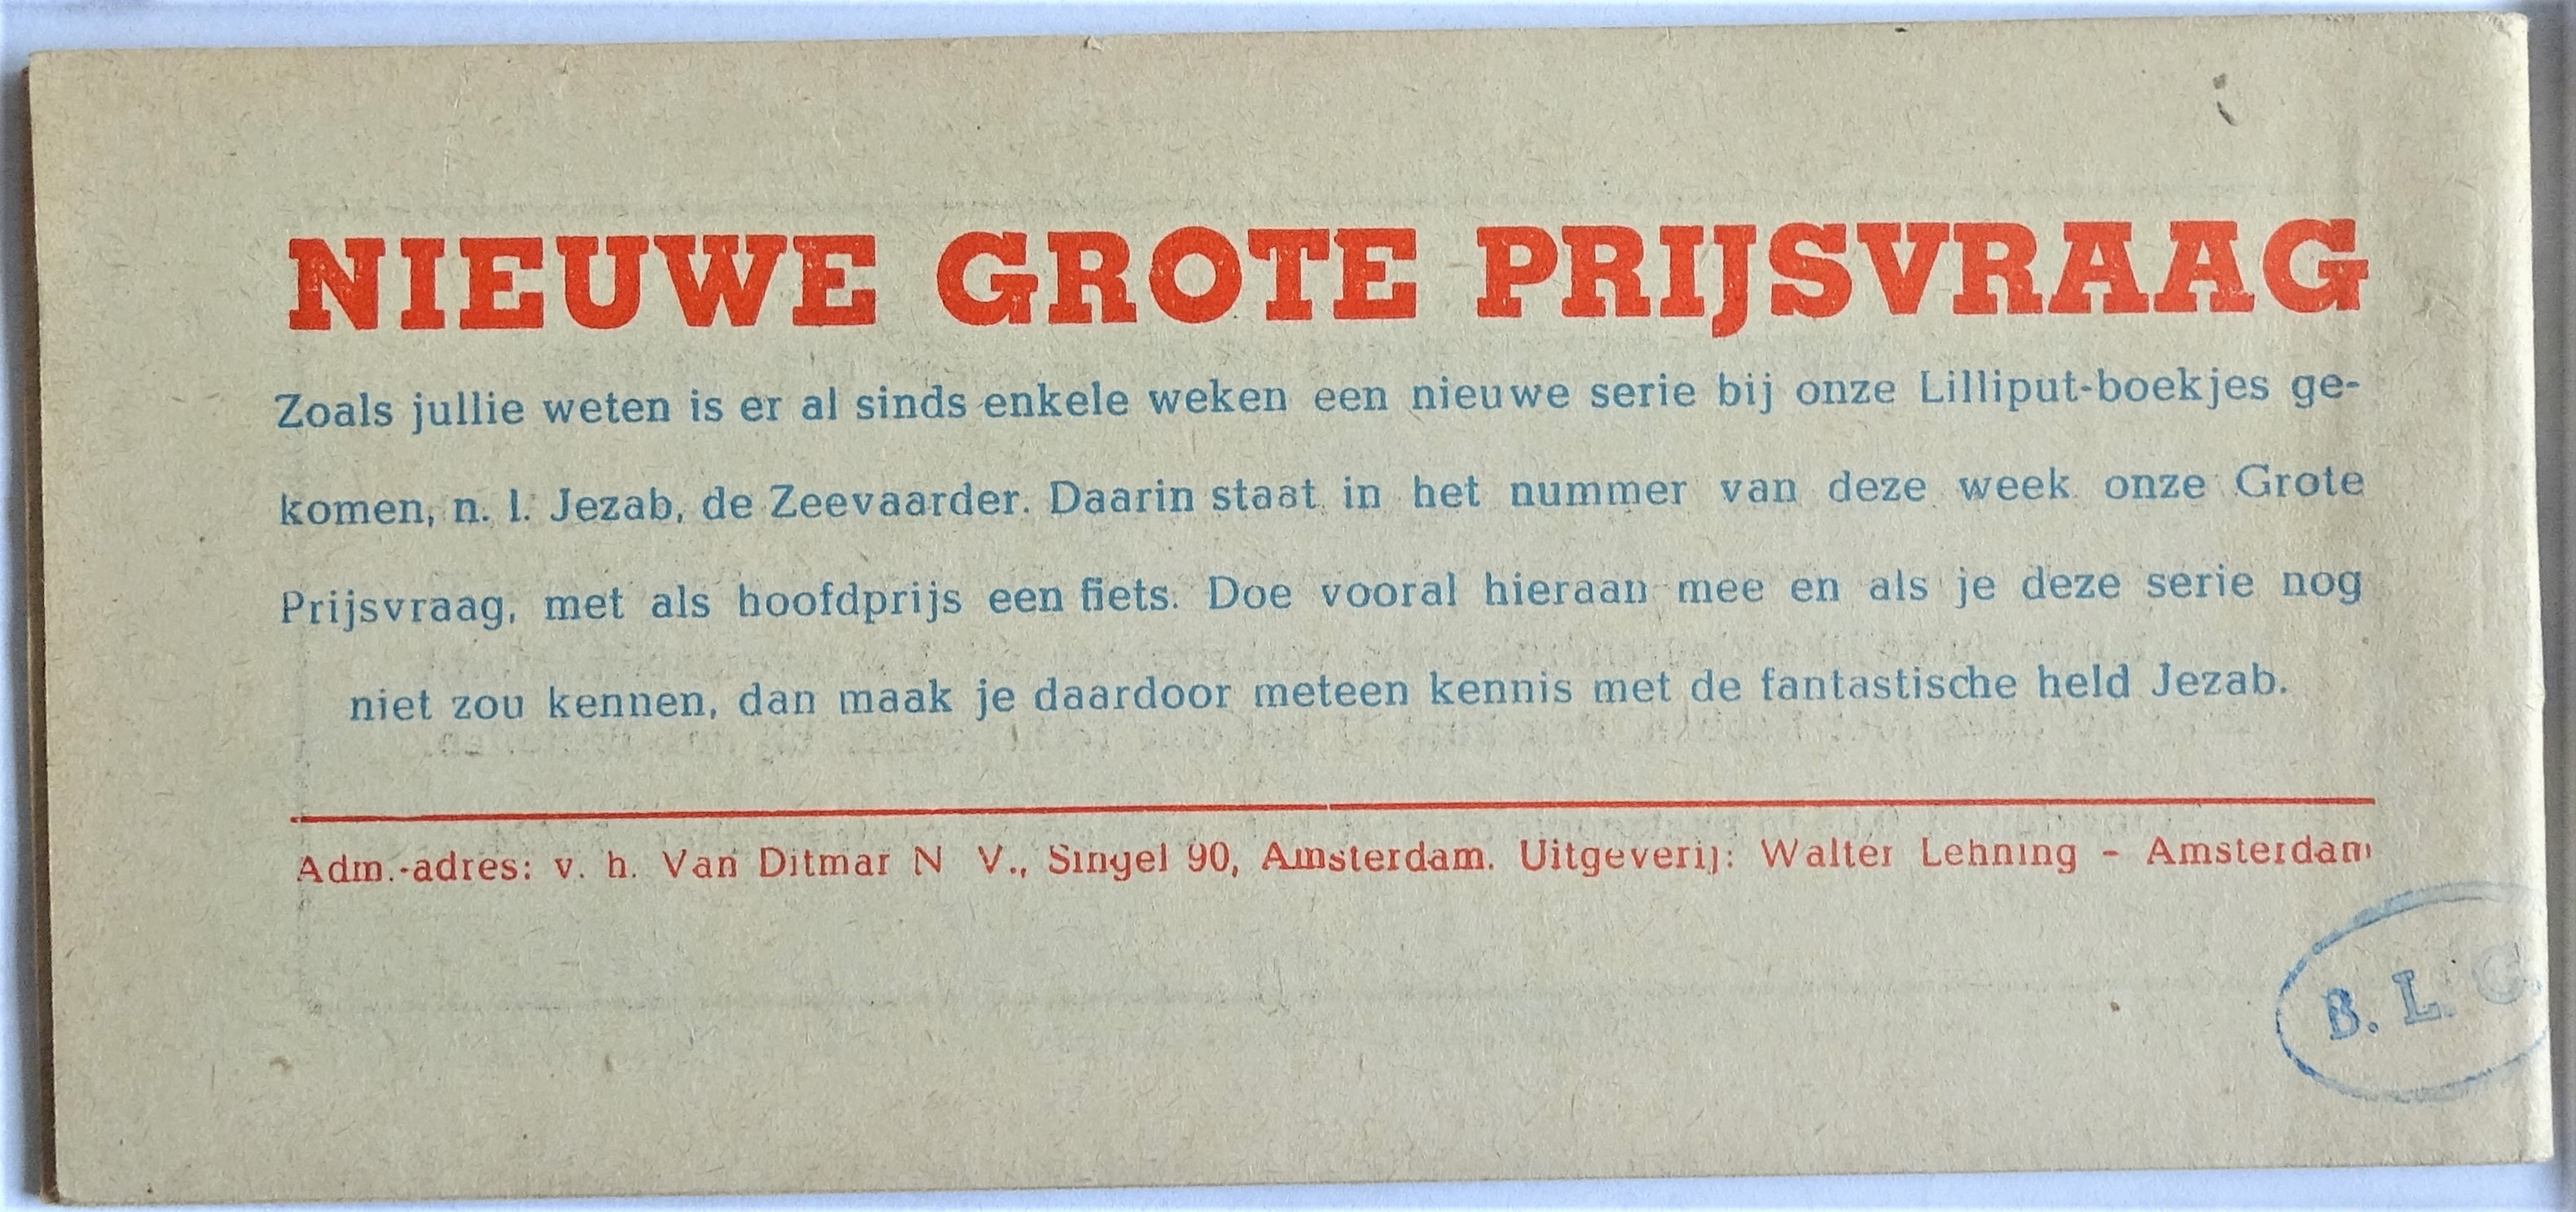 NIEUWE GROTE PRIJSVRAAG
Zoals jullie weten is er al sinds enkele weken een nieuwe serie bij onze Lilliput-boekjes ge-
komen, n. l. Jezab, de Zeevaarder. Daarin staat in het nummer van deze week onze Grote
Prijsvraag, met als hoofdprijs een fiets. Doe vooral hieraan mee en als je deze serie nog
niet zou kennen, dan maak je daardoor meteen kennis met de fantastische held Jezab.
Adm.-adres: v. h. Van Ditmar N V., Singel 90, Amsterdam. Uitgeverij: Walter Lehning - Amsterdam
B. L. C.